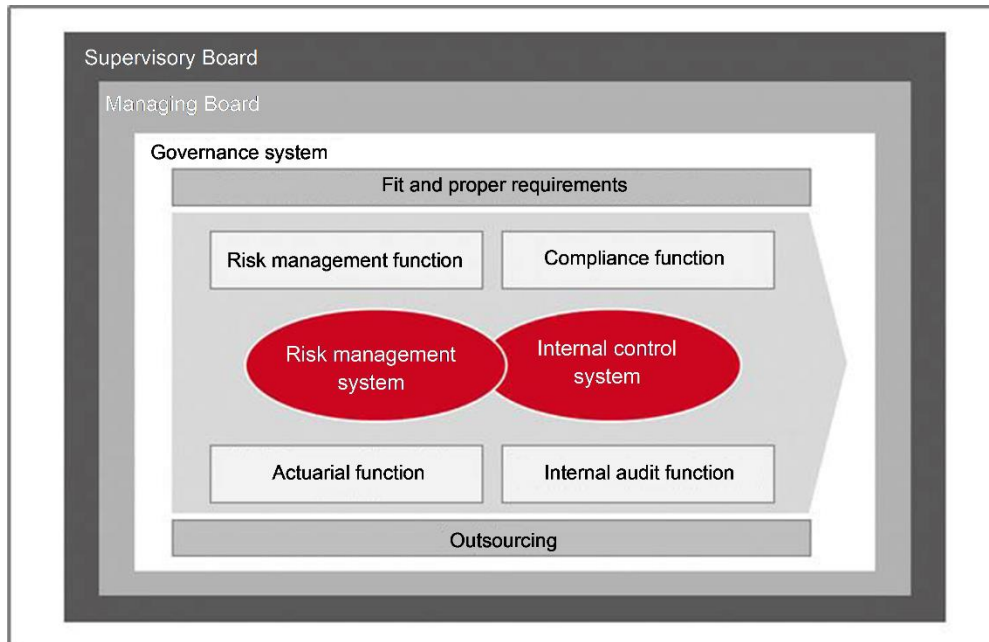 Supervisory Board
Managing Board
Governance system
Fit and proper requirements
Risk management function
Compliance function
Risk management
system
Internal control
system
Actuarial function
Internal audit function
Outsourcing